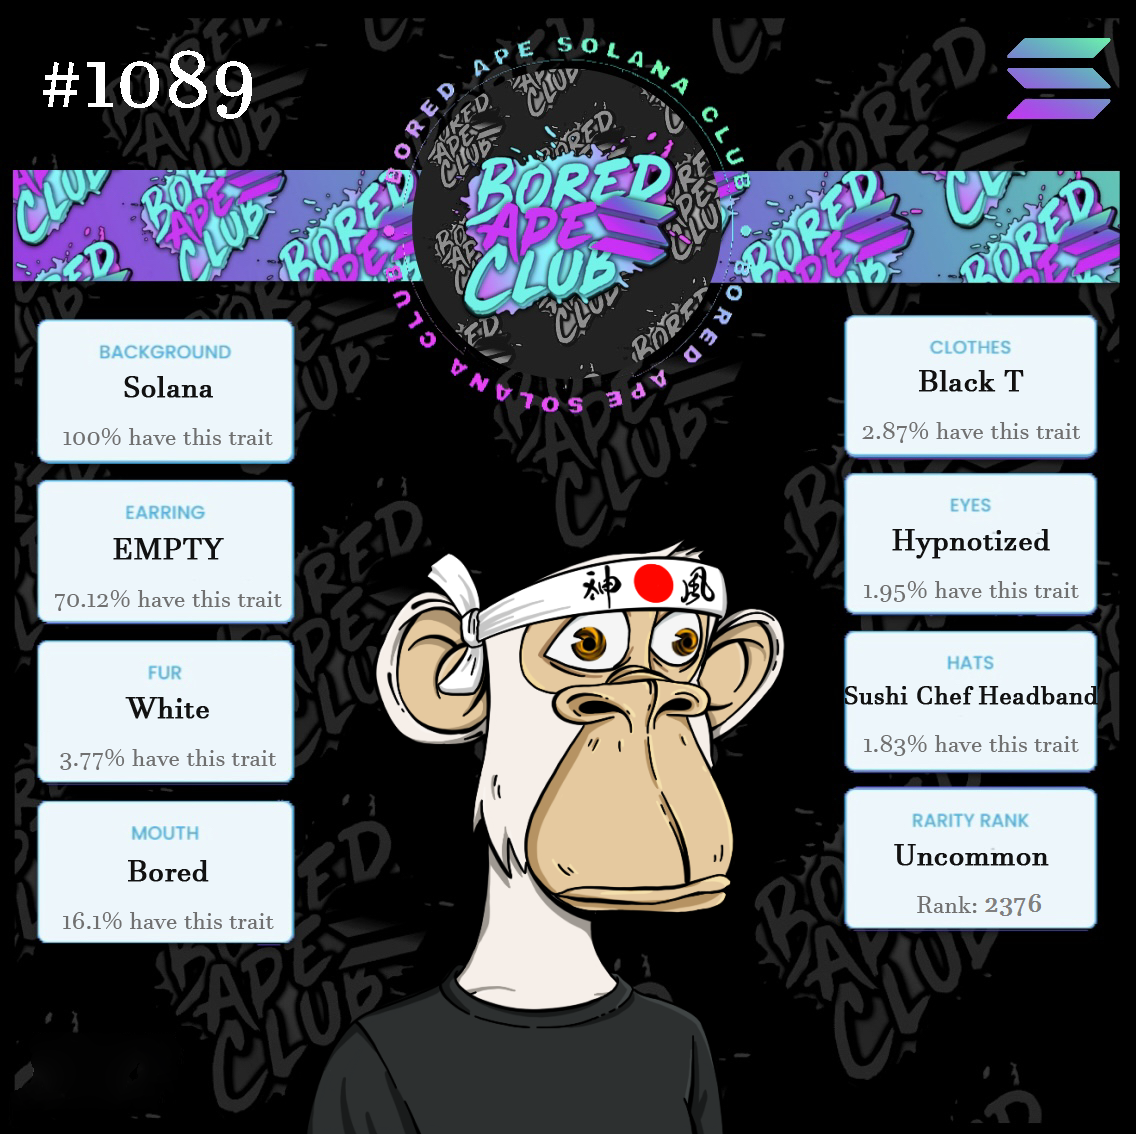 #1089
BORED APE SOLANA CLUB
BORED APE SOLANA CLUB
BORED
APE
CLUB
BACKGROUND
Solana
100% have this trait
EARRING
EMPTY
70.12% have this trait
FUR
White
3.77% have this trait
MOUTH
Bored
16.1% have this trait
CLOTHES
Black T
2.87% have this trait
EYES
Hypnotized
1.95% have this trait
HATS
Sushi Chef Headband
1.83% have this trait
RARITY RANK
Uncommon
Rank: 2376
神 風